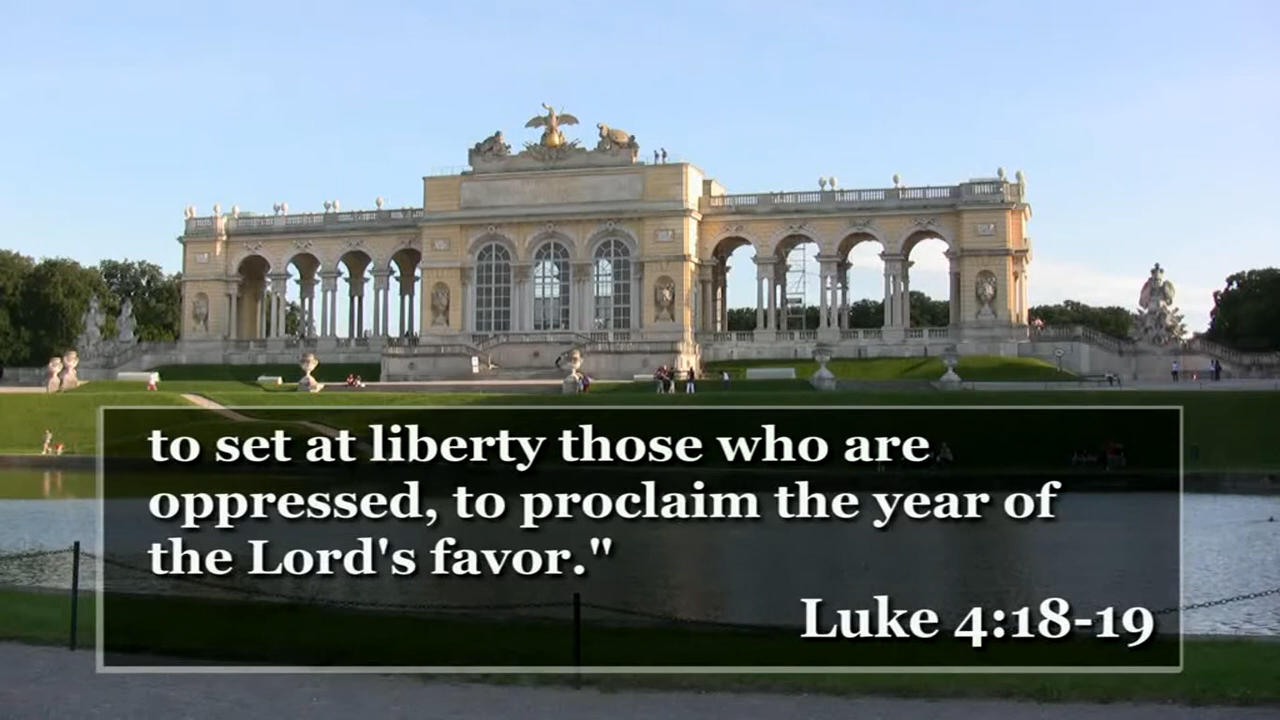 to set at liberty those who are
oppressed, to proclaim the year of
the Lord's favor."
Luke 4:18-19